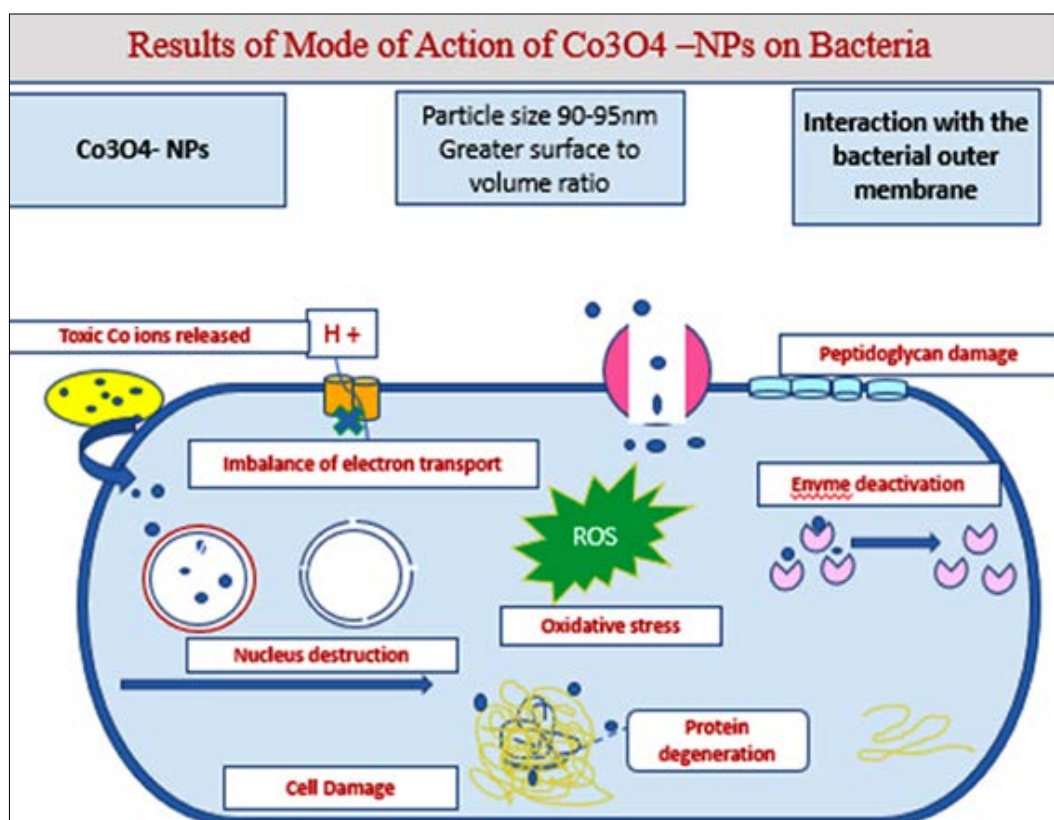 Results of Mode of Action of Co3O4 –NPs on Bacteria
Co3O4- NPs
Particle size 90-95nm
Greater surface to
volume ratio
Interaction with the
bacterial outer
membrane
Toxic Co ions released
H +
Peptidoglycan damage
Imbalance of electron transport
Enyme deactivation
ROS
Oxidative stress
Nucleus destruction
Protein
degeneration
Cell Damage